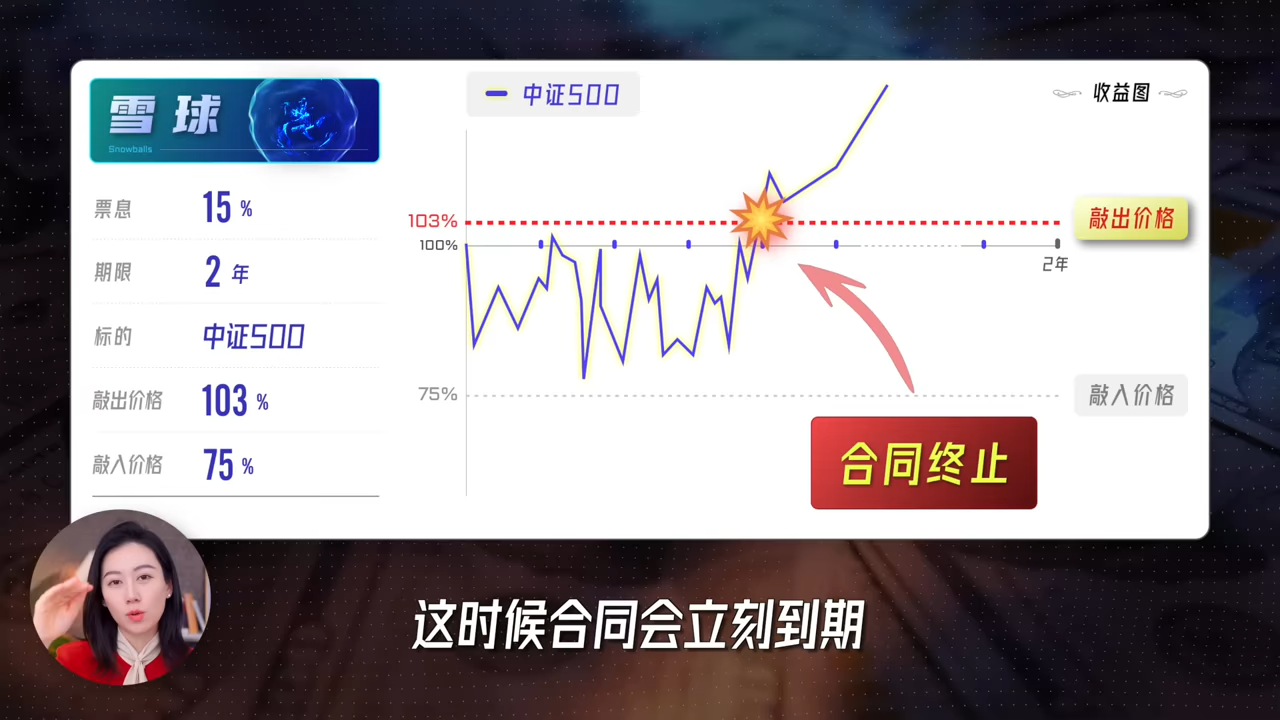 雪球
Snowballs
票息 15 %
期限 2 年
标的 中证500
敲出价格 103 %
敲入价格 75 %
中证500
收益图
103%
敲出价格
100%
2年
75%
敲入价格
合同终止
这时候合同会立刻到期